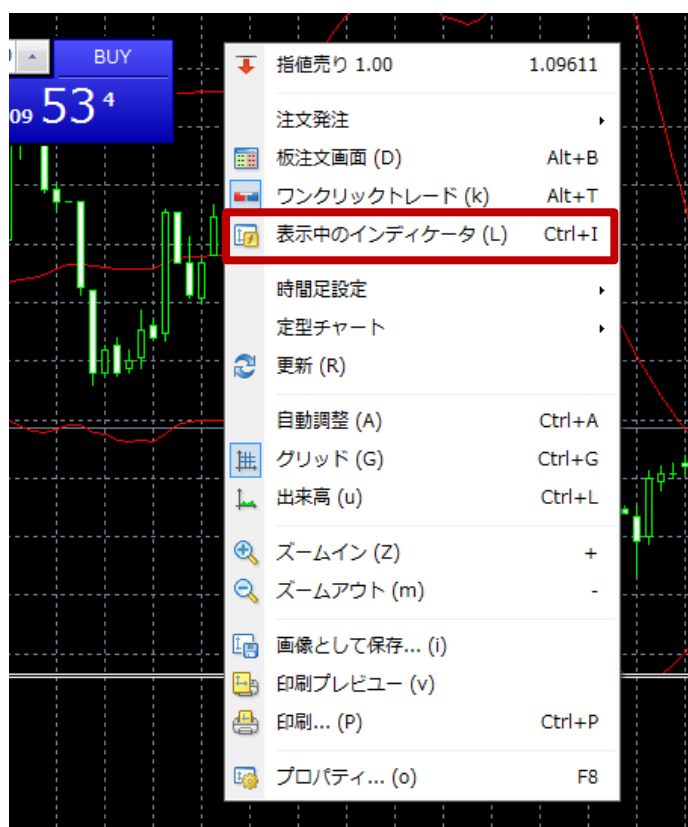 BUY
09 53 4
指値売り 1.00 1.09611
注文発注
板注文画面 (D) Alt+B
ワンクリックトレード (k) Alt+T
表示中のインディケータ (L) Ctrl+I
時間足設定
定型チャート
更新 (R)
自動調整 (A) Ctrl+A
グリッド (G) Ctrl+G
出来高 (u) Ctrl+L
ズームイン (Z) +
ズームアウト (m) -
画像として保存... (i)
印刷プレビュー (v)
印刷... (P) Ctrl+P
プロパティ... (o) F8